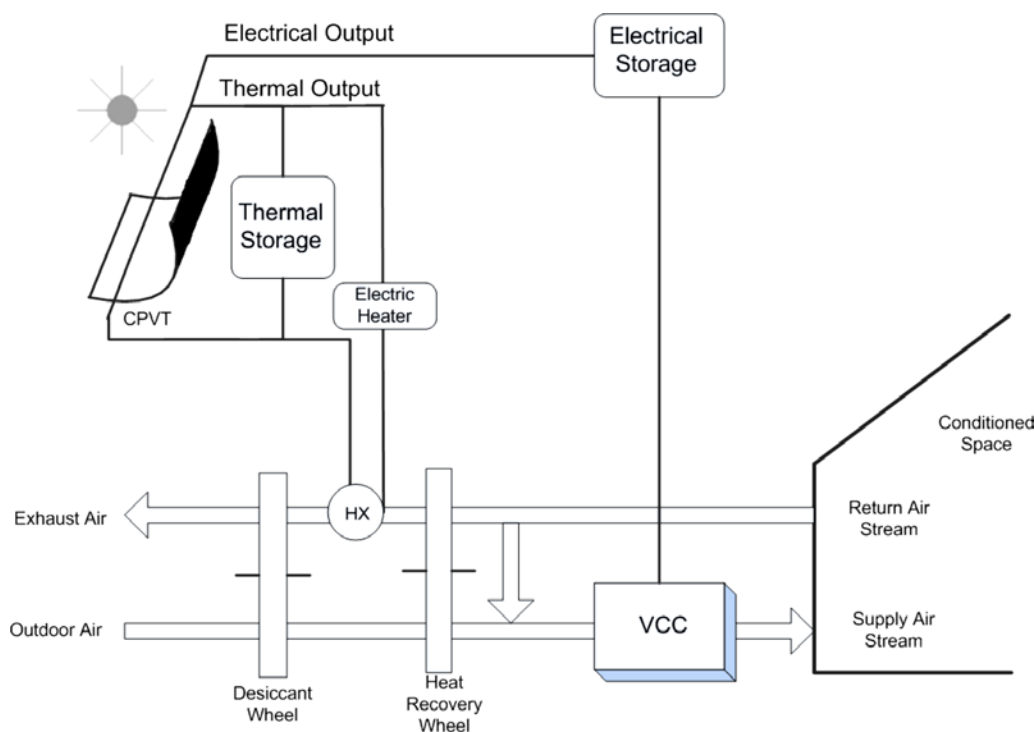 Electrical Output
Electrical
Storage
Thermal Output
Thermal
Storage
Electric
Heater
CPVT
Conditioned
Space
Exhaust Air
HX
Return Air
Stream
Outdoor Air
VCC
Supply Air
Stream
Desiccant
Wheel
Heat
Recovery
Wheel